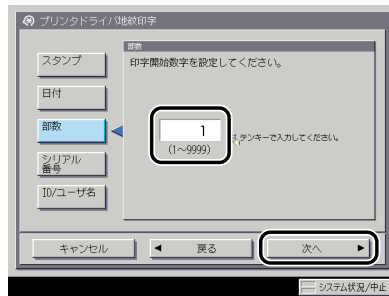 プリンタドライバ地紋印字
部数
スタンプ
印字開始数字を設定してください。
日付
部数
1
(1~9999)
テンキーで入力してください。
シリアル
番号
ID/ユーザ名
キャンセル
◀ 戻る
次へ ▶
システム状況/中止